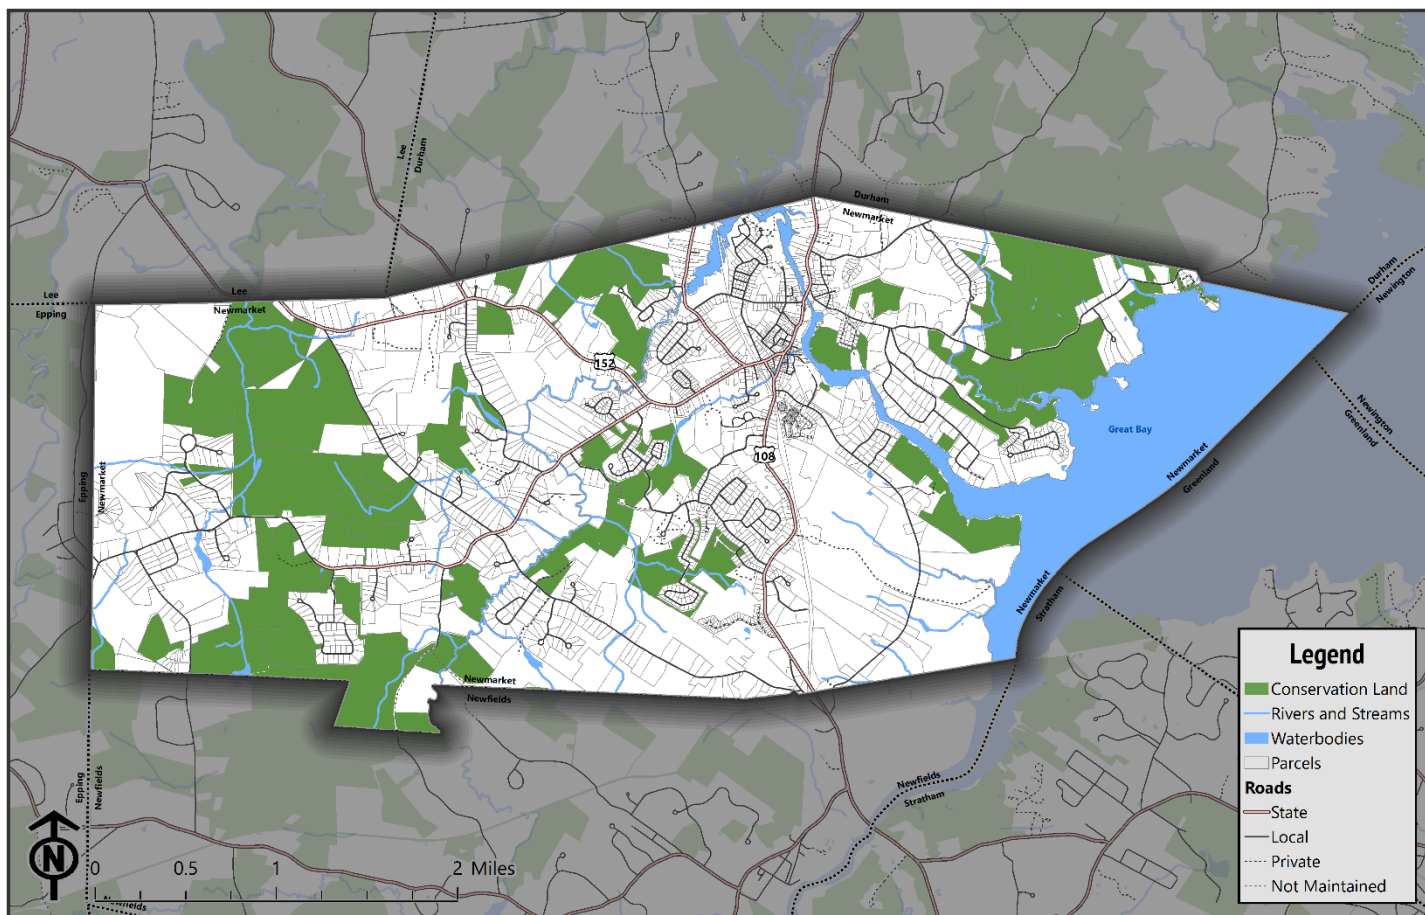 Lee
Durham
Durham
Newmarket
Durham
Newington
Lee
Epping
Lee
Newmarket
152
Newington
Greenland
Great Bay
108
Newmarket
Greenland
Epping
Newmarket
Newmarket
Stratham
Newmarket
Newfields
Epping
Newfields
Newfields
Stratham
Legend
Conservation Land
Rivers and Streams
Waterbodies
Parcels
Roads
State
Local
Private
Not Maintained
N
0 0.5 1 2 Miles
Newfields